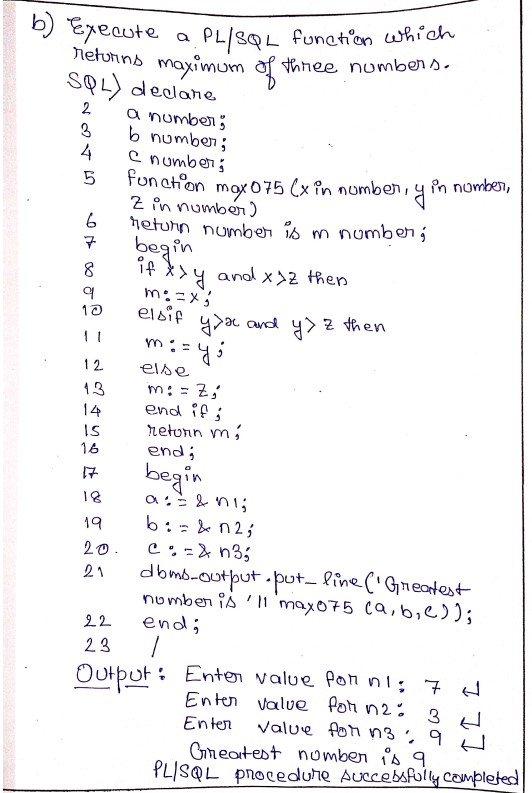 b) Execute a PL/SQL function which
returns maximum of three numbers.
SQL> declare
2 a number;
3 b number;
4 c number;
5 function max075 (x in number, y in number,
z in number)
6 return number is m number;
7 begin
8 if x>y and x>z then
9 m:=x;
10 elsif y>x and y>z then
11 m:=y;
12 else
13 m:=z;
14 end if;
15 return m;
16 end;
17 begin
18 a:=&n1;
19 b:=&n2;
20. c:=&n3;
21 dbms_output.put_line('Greatest
number is '|| max075 (a,b,c));
22 end;
23 /
Output: Enter value for n1: 7 ↵
Enter value for n2: 3 ↵
Enter value for n3: 9 ↵
Greatest number is 9
PL/SQL procedure successfully completed